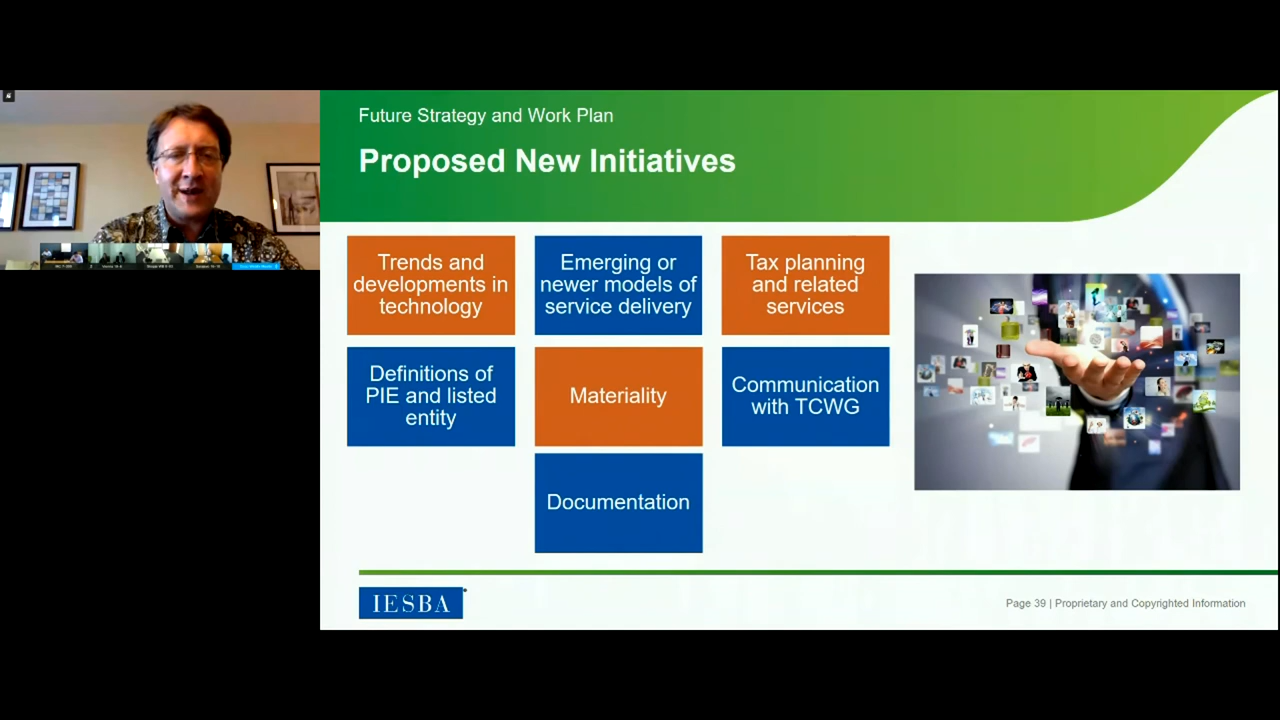 Future Strategy and Work Plan
Proposed New Initiatives
Trends and
developments in
technology
Emerging or
newer models of
service delivery
Tax planning
and related
services
Definitions of
PIE and listed
entity
Materiality
Communication
with TCWG
Documentation
IESBA
Page 39 | Proprietary and Copyrighted Information